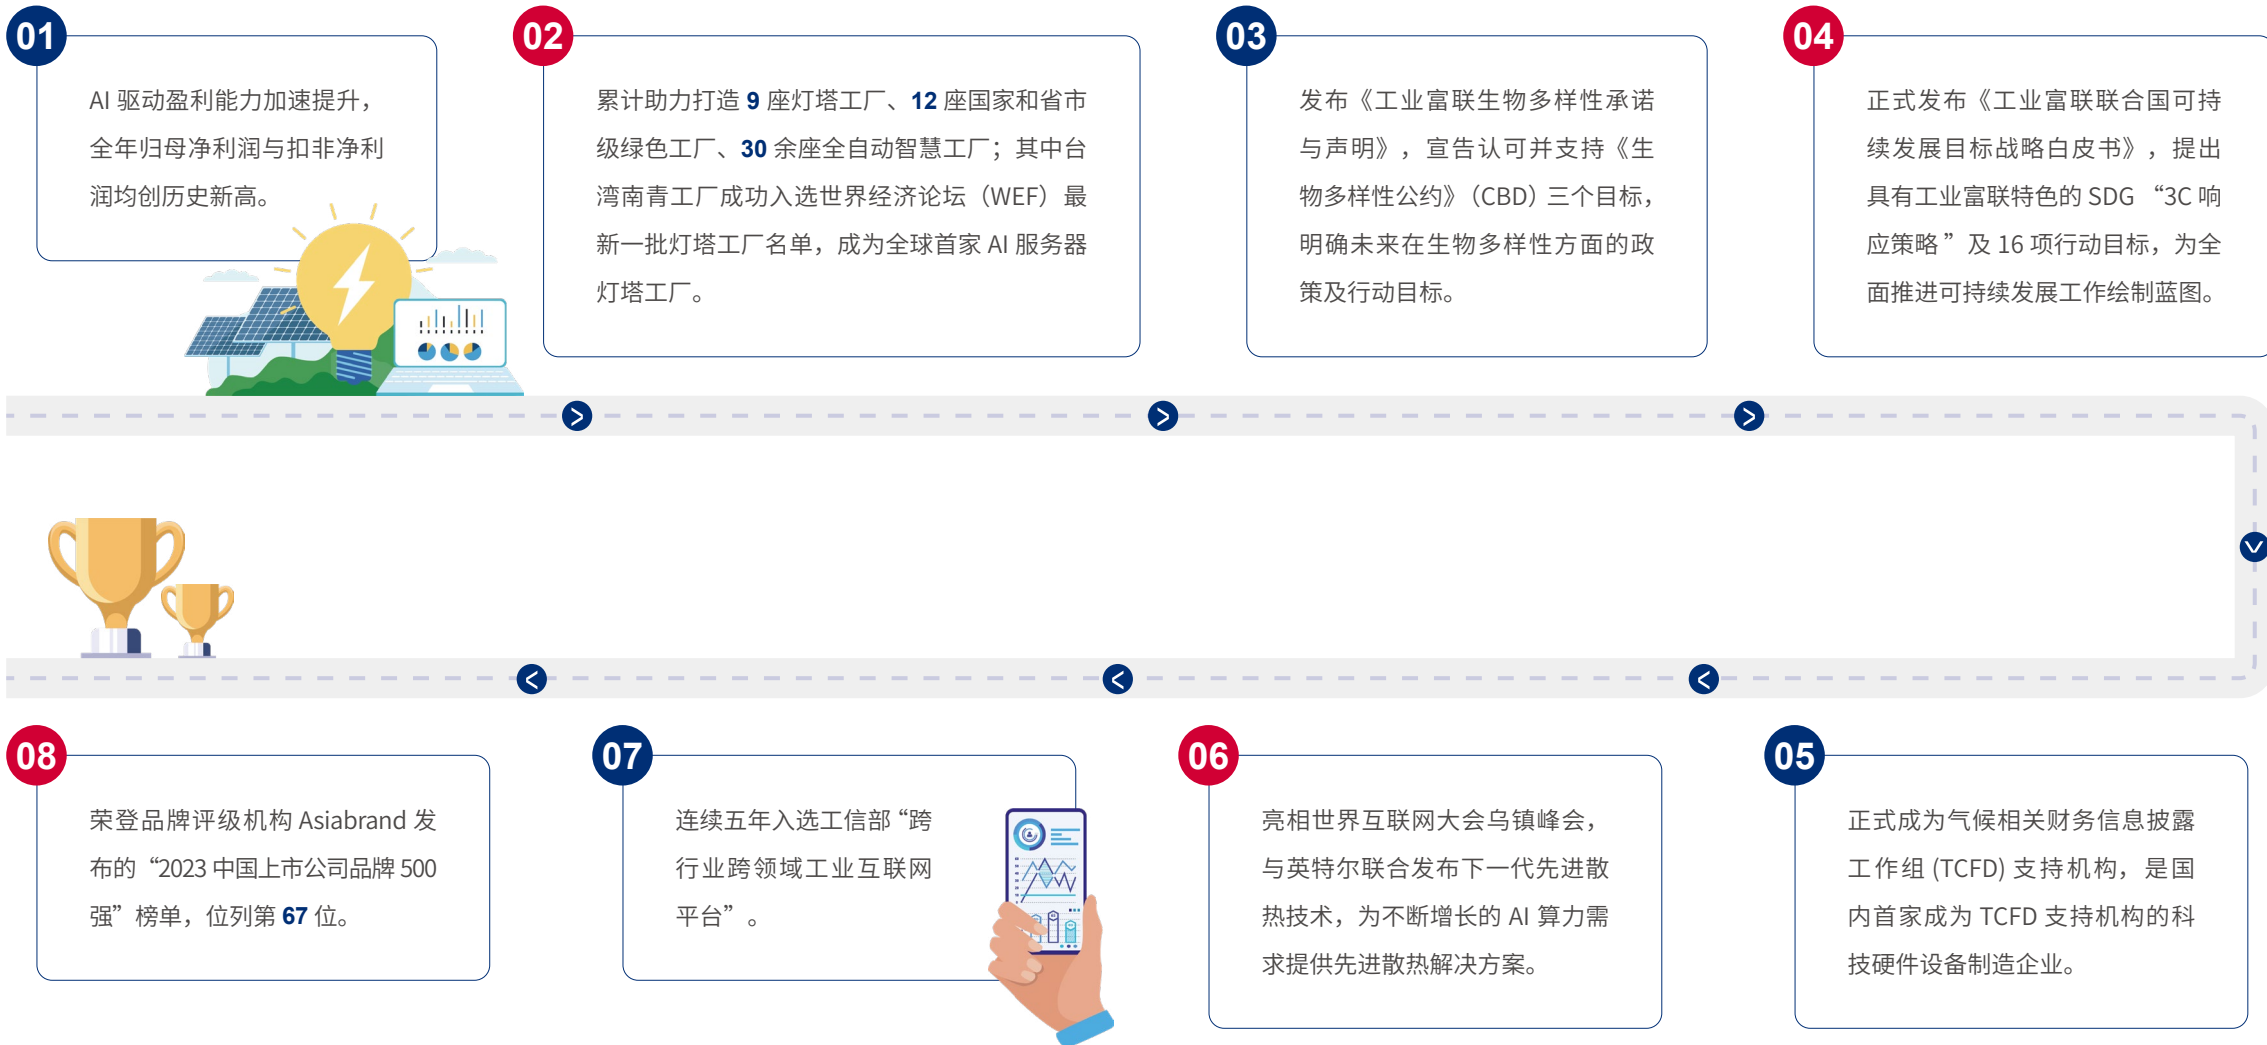 01
AI 驱动盈利能力加速提升，
全年归母净利润与扣非净利
润均创历史新高。
02
累计助力打造 9 座灯塔工厂、12 座国家和省市
级绿色工厂、30 余座全自动智慧工厂；其中台
湾南青工厂成功入选世界经济论坛（WEF）最
新一批灯塔工厂名单，成为全球首家 AI 服务器
灯塔工厂。
03
发布《工业富联生物多样性承诺
与声明》，宣告认可并支持《生
物多样性公约》（CBD）三个目标，
明确未来在生物多样性方面的政
策及行动目标。
04
正式发布《工业富联联合国可持
续发展目标战略白皮书》，提出
具有工业富联特色的 SDG “3C 响
应策略 ”及 16 项行动目标，为全
面推进可持续发展工作绘制蓝图。
05
正式成为气候相关财务信息披露
工作组 (TCFD) 支持机构，是国
内首家成为 TCFD 支持机构的科
技硬件设备制造企业。
06
亮相世界互联网大会乌镇峰会，
与英特尔联合发布下一代先进散
热技术，为不断增长的 AI 算力需
求提供先进散热解决方案。
07
连续五年入选工信部 “跨
行业跨领域工业互联网
平台” 。
08
荣登品牌评级机构 Asiabrand 发
布的 “2023 中国上市公司品牌 500
强”榜单，位列第 67 位。